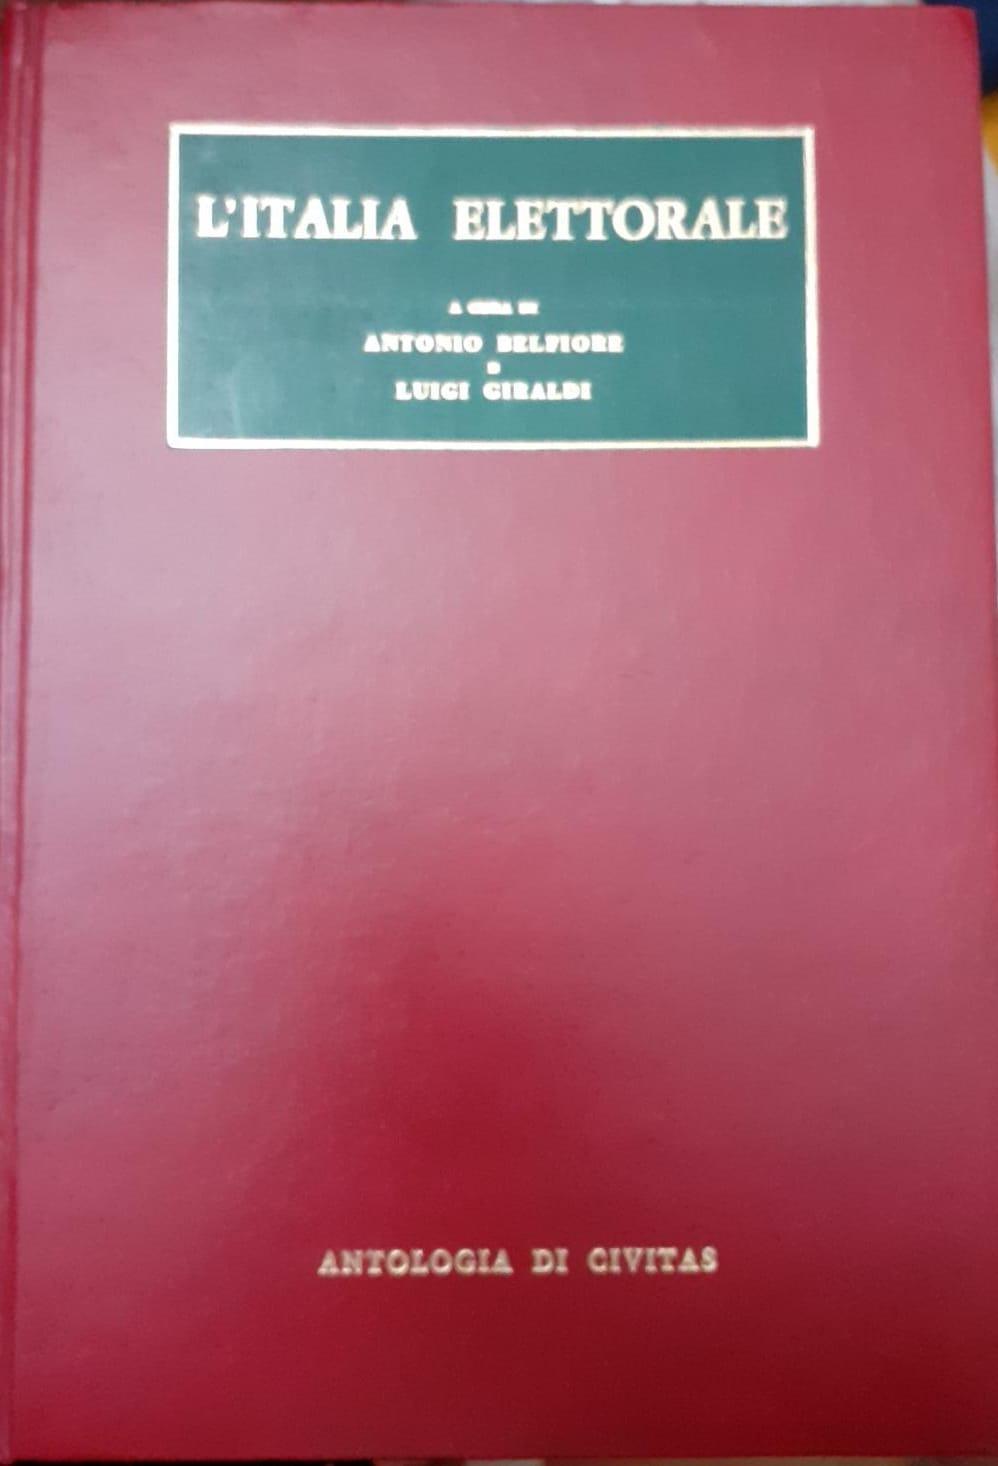 L'ITALIA ELETTORALE
A CURA DI
ANTONIO BELFIORE
E
LUIGI GIRALDI
ANTOLOGIA DI CIVITAS